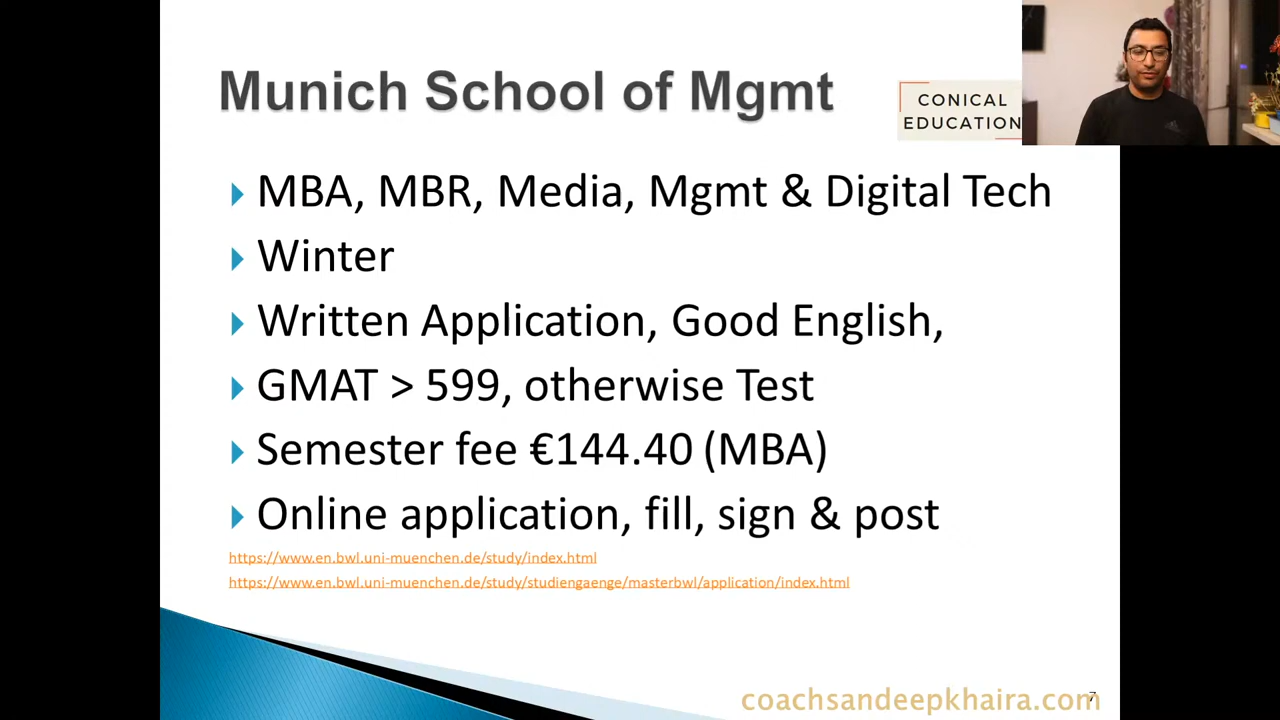 Munich School of Mgmt
CONICAL
EDUCATION
MBA, MBR, Media, Mgmt & Digital Tech
Winter
Written Application, Good English,
GMAT > 599, otherwise Test
Semester fee €144.40 (MBA)
Online application, fill, sign & post
https://www.en.bwl.uni-muenchen.de/study/index.html
https://www.en.bwl.uni-muenchen.de/study/studiengaenge/masterbwl/application/index.html
coachsandeepkhaira.com
7